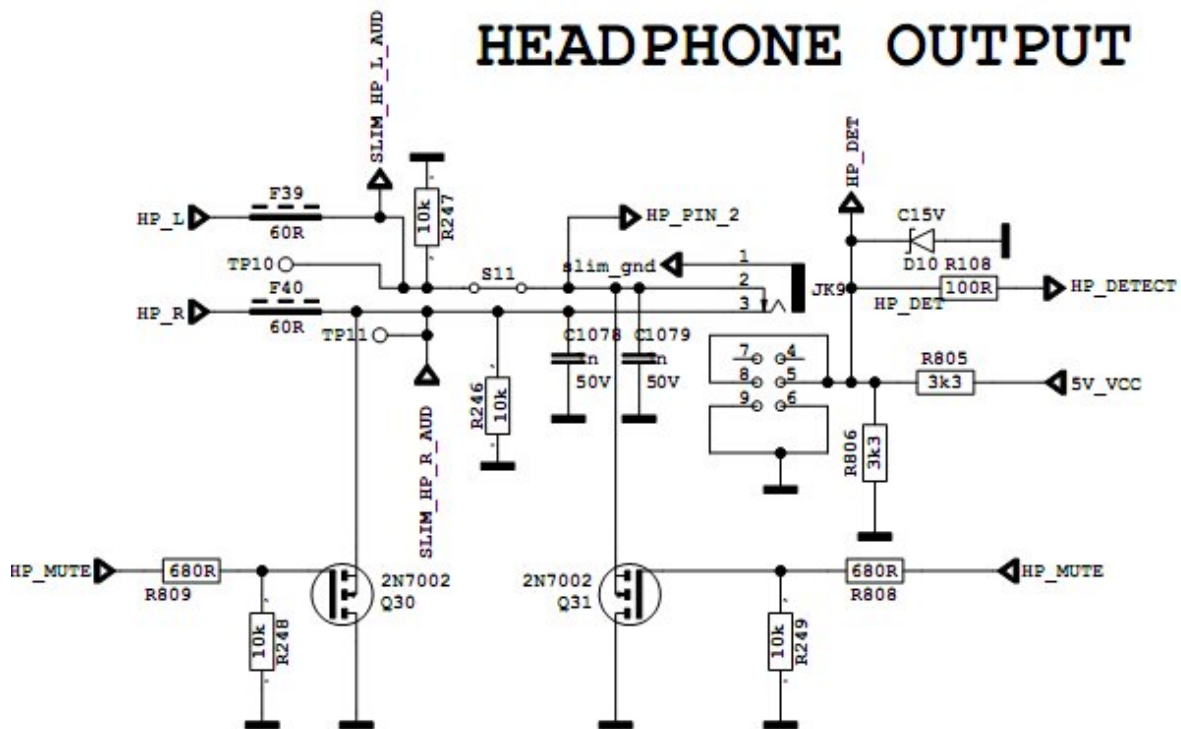 HEADPHONE OUTPUT
SLIM_HP_L_AUD
HP_DET
F39
HP_L
60R
10k
R247
HP_PIN_2
C15V
D10
R108
TP10
S11
slim_gnd
1
2
3
JK9
HP_DET
100R
HP_DETECT
F40
HP_R
60R
TP11
C1078
50V
C1079
50V
7
4
8
5
9
6
R805
3k3
5V_VCC
R246
10k
R806
3k3
SLIM_HP_R_AUD
HP_MUTE
680R
R809
2N7002
Q30
2N7002
Q31
680R
R808
HP_MUTE
10k
R248
10k
R249